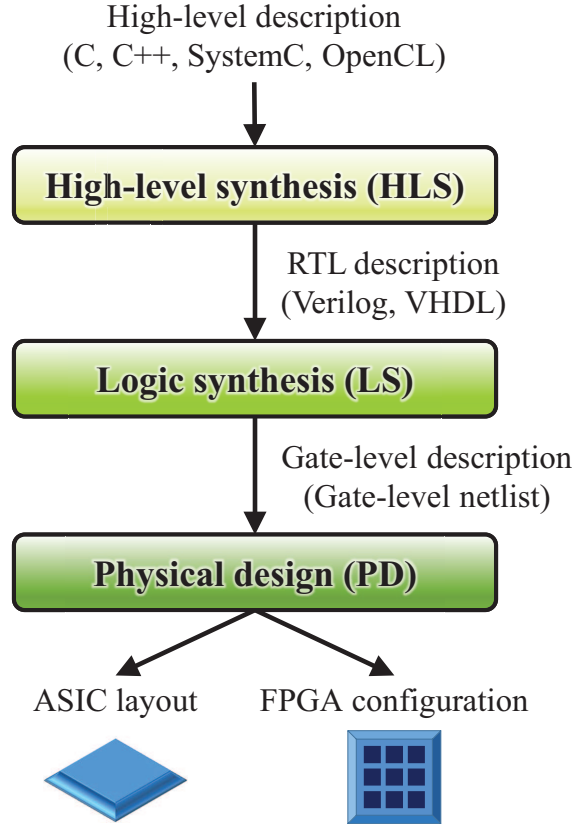 High-level description
(C, C++, SystemC, OpenCL)
High-level synthesis (HLS)
RTL description
(Verilog, VHDL)
Logic synthesis (LS)
Gate-level description
(Gate-level netlist)
Physical design (PD)
ASIC layout
FPGA configuration